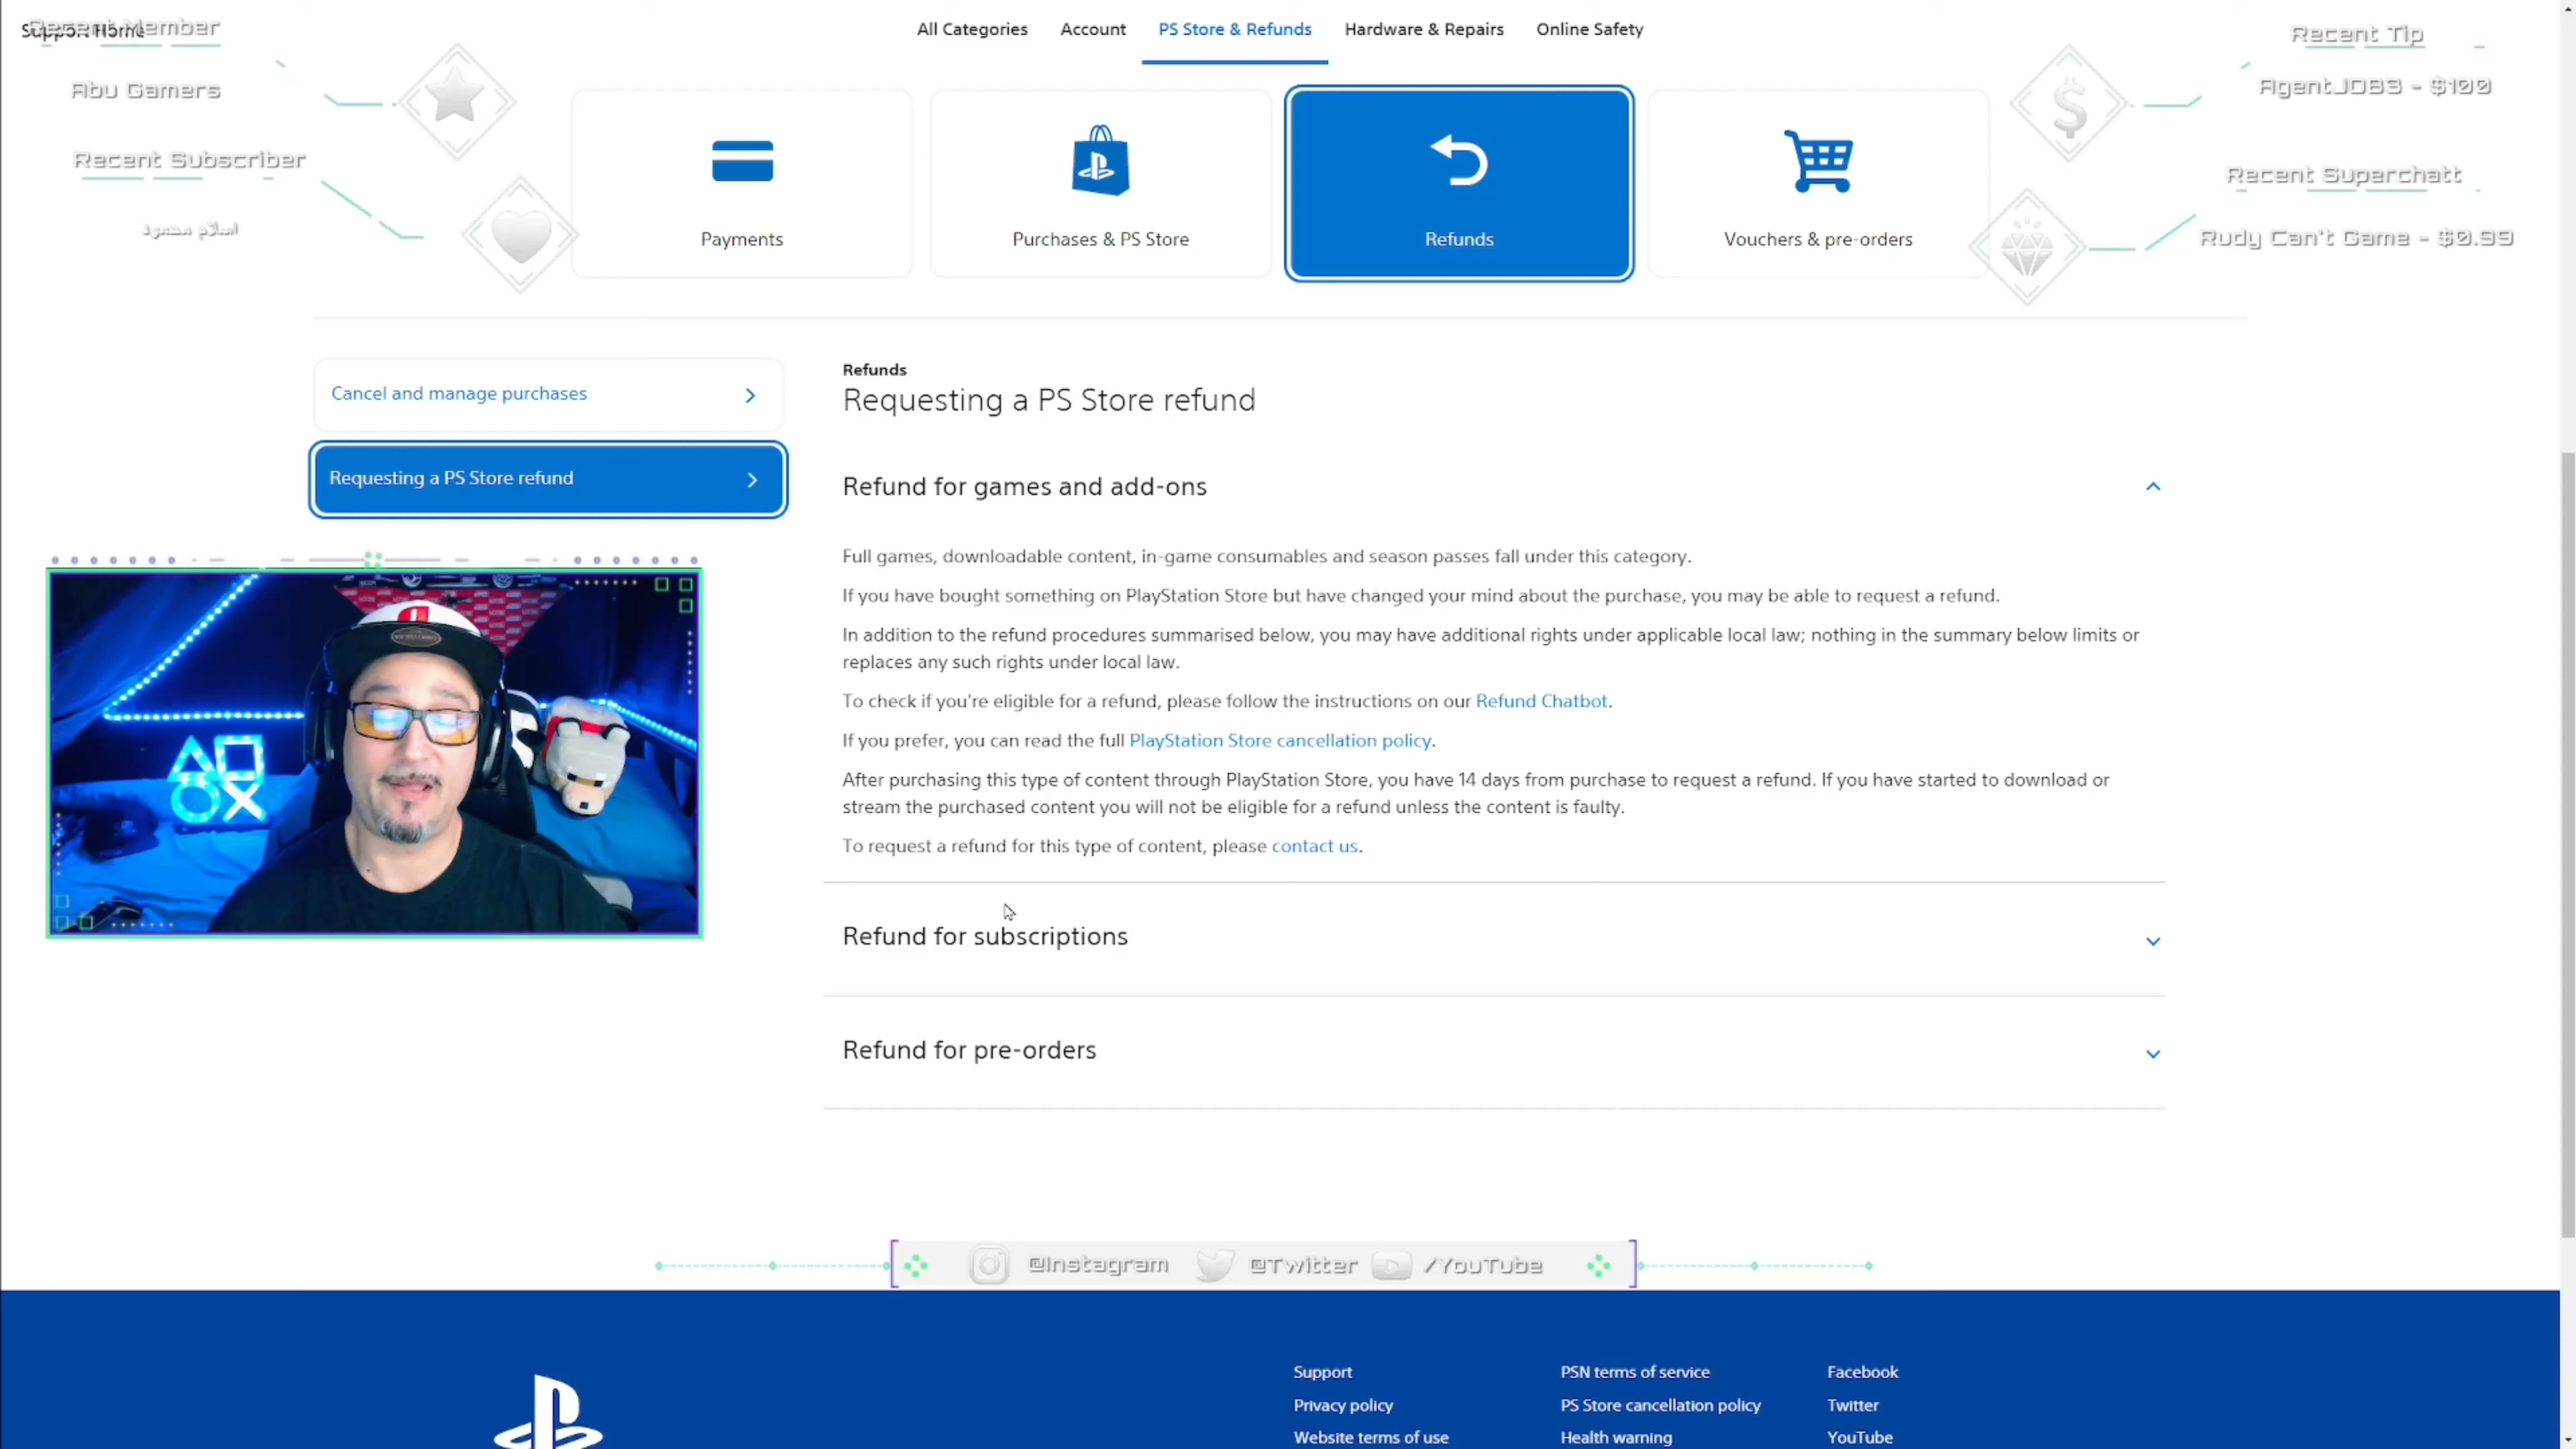 Support Home
Recent Member
All Categories
Account
PS Store & Refunds
Hardware & Repairs
Online Safety
Recent Tip
Abu Gamers
AgentJDB3 - $100
Recent Subscriber
Recent Superchatt
اسلام محمود
Rudy Can't Game - $0.99
Payments
Purchases & PS Store
Refunds
Vouchers & pre-orders
Cancel and manage purchases
Requesting a PS Store refund
Refunds
Requesting a PS Store refund
Refund for games and add-ons
Full games, downloadable content, in-game consumables and season passes fall under this category.
If you have bought something on PlayStation Store but have changed your mind about the purchase, you may be able to request a refund.
In addition to the refund procedures summarised below, you may have additional rights under applicable local law; nothing in the summary below limits or
replaces any such rights under local law.
To check if you're eligible for a refund, please follow the instructions on our Refund Chatbot.
If you prefer, you can read the full PlayStation Store cancellation policy.
After purchasing this type of content through PlayStation Store, you have 14 days from purchase to request a refund. If you have started to download or
stream the purchased content you will not be eligible for a refund unless the content is faulty.
To request a refund for this type of content, please contact us.
Refund for subscriptions
Refund for pre-orders
@Instagram
@Twitter
/YouTube
Support
PSN terms of service
Facebook
Privacy policy
PS Store cancellation policy
Twitter
Website terms of use
Health warning
YouTube